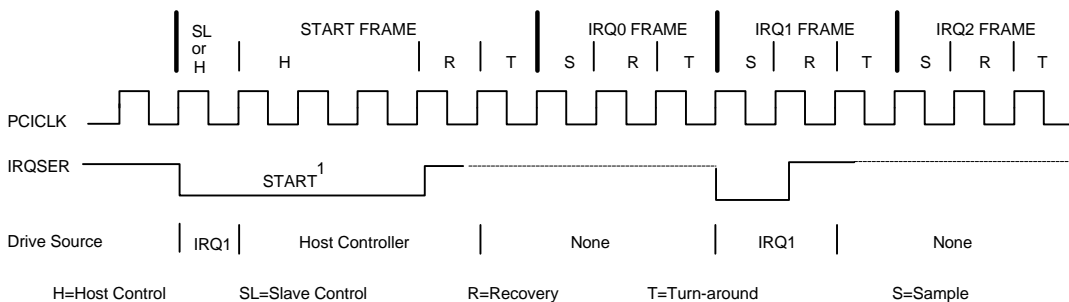 SL or H START FRAME IRQ0 FRAME IRQ1 FRAME IRQ2 FRAME
H R T S R T S R T S R T
PCICLK
IRQSER
START1
Drive Source IRQ1 Host Controller None IRQ1 None
H=Host Control SL=Slave Control R=Recovery T=Turn-around S=Sample